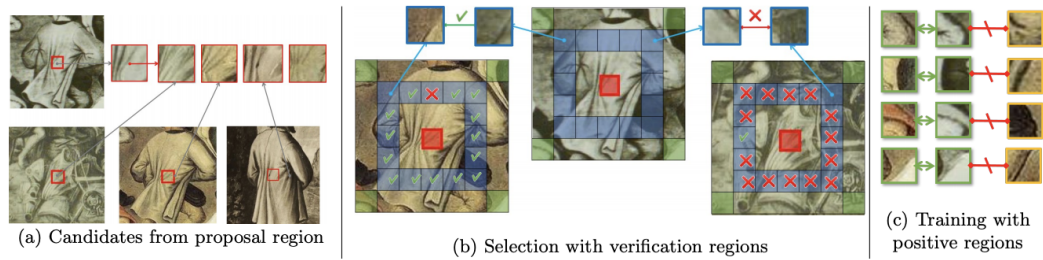 (a) Candidates from proposal region
(b) Selection with verification regions
(c) Training with
positive regions